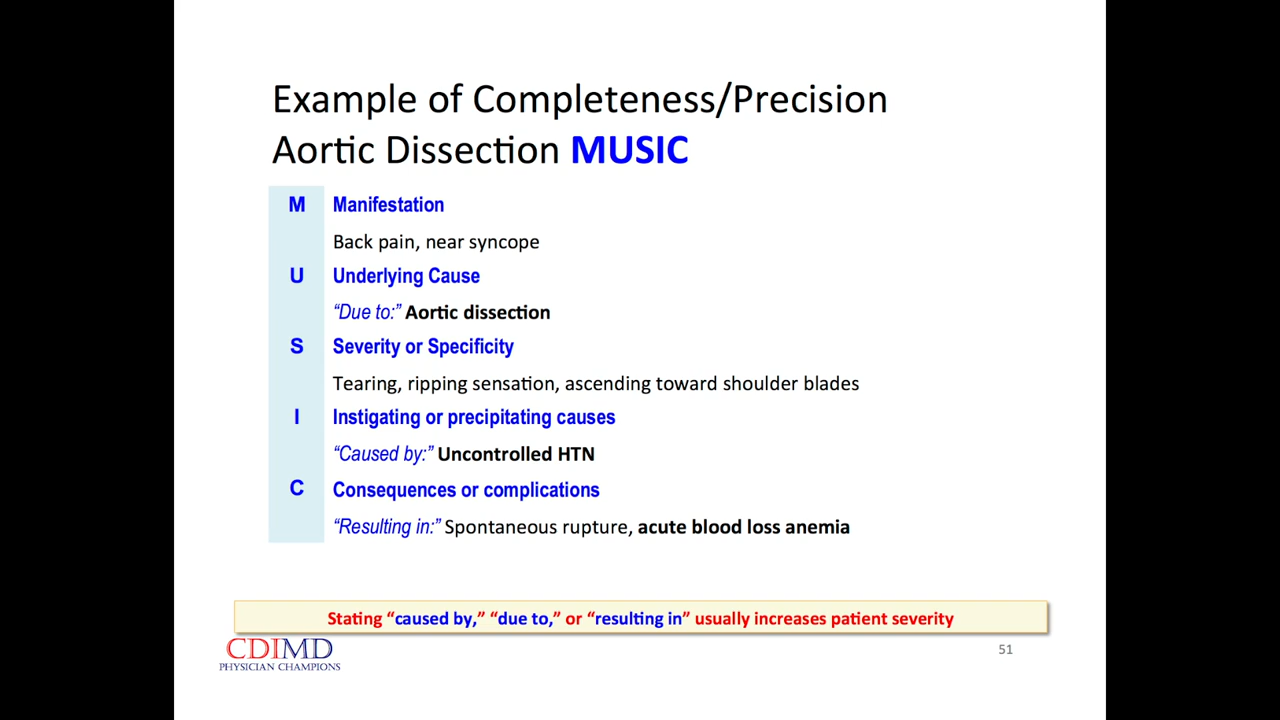 Example of Completeness/Precision
Aortic Dissection MUSIC
M Manifestation
Back pain, near syncope
U Underlying Cause
“Due to:” Aortic dissection
S Severity or Specificity
Tearing, ripping sensation, ascending toward shoulder blades
I Instigating or precipitating causes
“Caused by:” Uncontrolled HTN
C Consequences or complications
“Resulting in:” Spontaneous rupture, acute blood loss anemia
Stating “caused by,” “due to,” or “resulting in” usually increases patient severity
CDIMD
PHYSICIAN CHAMPIONS
51